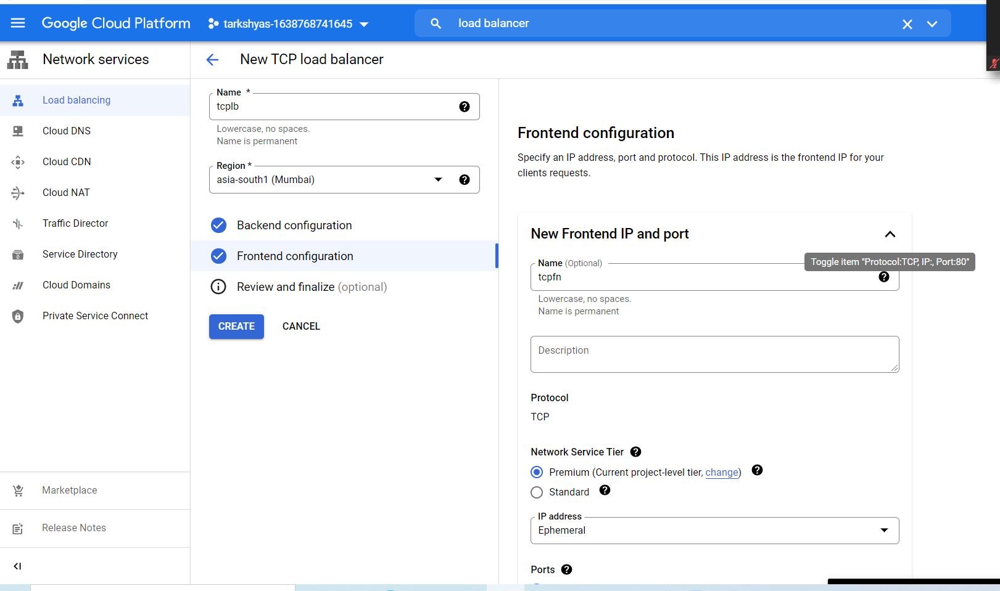 Google Cloud Platform
tarkshyas-1638768741645
load balancer
Network services
New TCP load balancer
Load balancing
Cloud DNS
Cloud CDN
Cloud NAT
Traffic Director
Service Directory
Cloud Domains
Private Service Connect
Marketplace
Release Notes
Name *
tcplb
Lowercase, no spaces.
Name is permanent
Region *
asia-south1 (Mumbai)
Backend configuration
Frontend configuration
Review and finalize (optional)
CREATE CANCEL
Frontend configuration
Specify an IP address, port and protocol. This IP address is the frontend IP for your
clients requests.
New Frontend IP and port
Toggle item "Protocol:TCP, IP:, Port:80"
Name (Optional)
tcpfn
Lowercase, no spaces.
Name is permanent
Description
Protocol
TCP
Network Service Tier
Premium (Current project-level tier, change)
Standard
IP address
Ephemeral
Ports